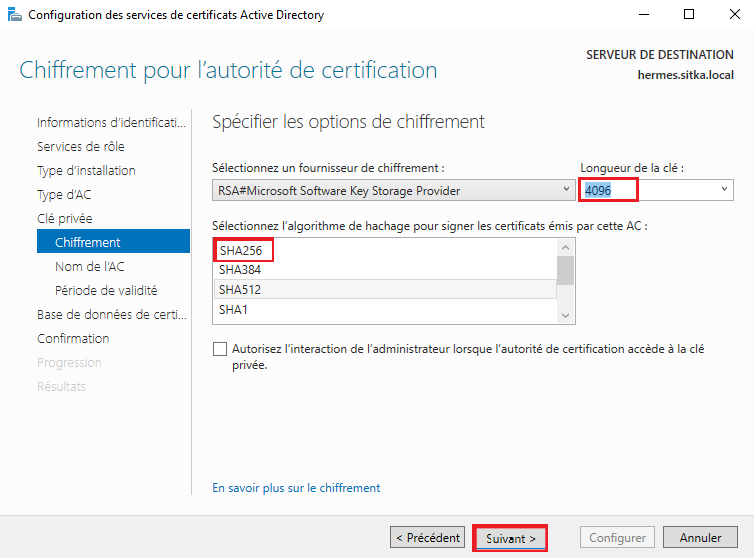 Configuration des services de certificats Active Directory
Chiffrement pour l’autorité de certification
SERVEUR DE DESTINATION
hermes.sitka.local
Informations d’identificati...
Services de rôle
Type d’installation
Type d’AC
Clé privée
Chiffrement
Nom de l’AC
Période de validité
Base de données de certi...
Confirmation
Progression
Résultats
Spécifier les options de chiffrement
Sélectionnez un fournisseur de chiffrement :
Longueur de la clé :
RSA#Microsoft Software Key Storage Provider
4096
Sélectionnez l’algorithme de hachage pour signer les certificats émis par cette AC :
SHA256
SHA384
SHA512
SHA1
Autorisez l’interaction de l’administrateur lorsque l’autorité de certification accède à la clé
privée.
En savoir plus sur le chiffrement
< Précédent
Suivant >
Configurer
Annuler